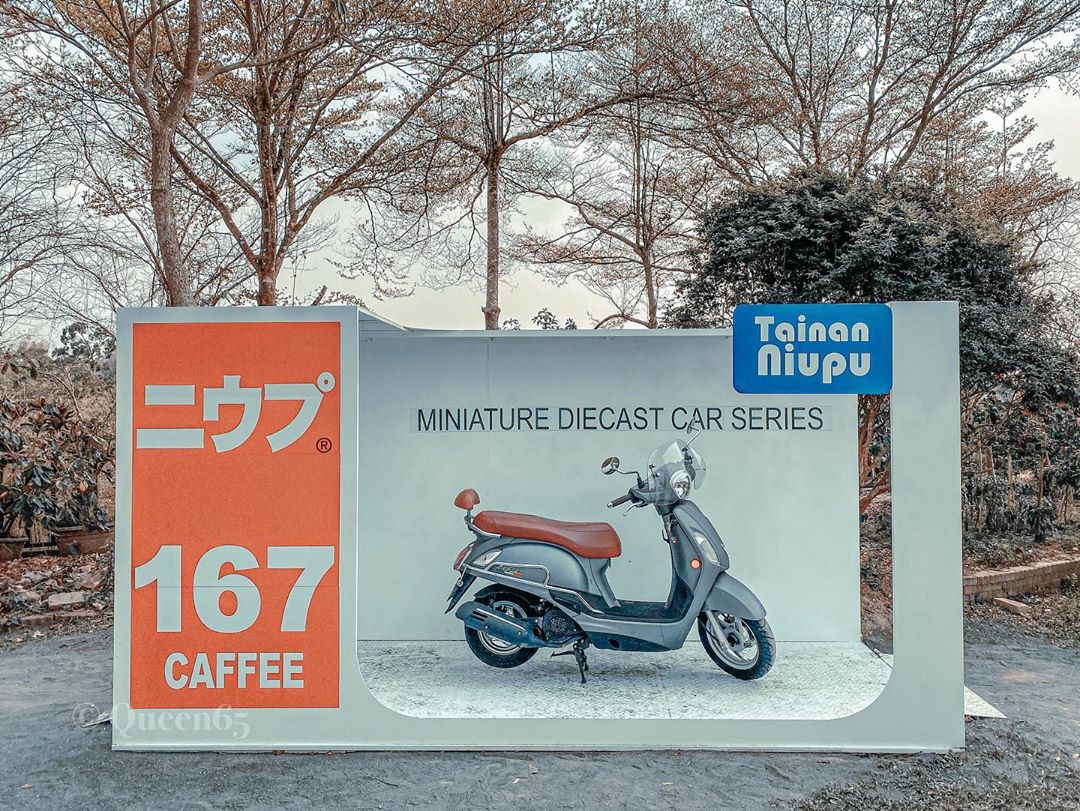 ニウプ
®
167
CAFFEE
Tainan
Niupu
MINIATURE DIECAST CAR SERIES
© Queen65